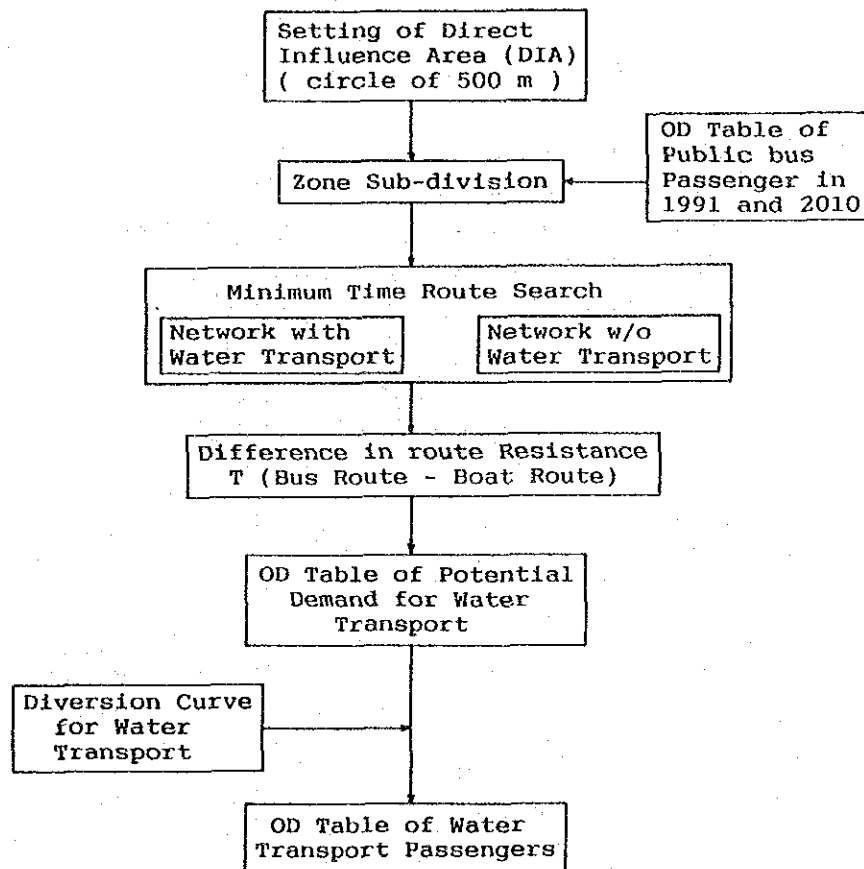 Setting of Direct
Influence Area (DIA)
( circle of 500 m )
OD Table of
Public bus
Passenger in
1991 and 2010
Zone Sub-division
Minimum Time Route Search
Network with
Water Transport
Network w/o
Water Transport
Difference in route Resistance
T (Bus Route - Boat Route)
OD Table of Potential
Demand for Water
Transport
Diversion Curve
for Water
Transport
OD Table of Water
Transport Passengers